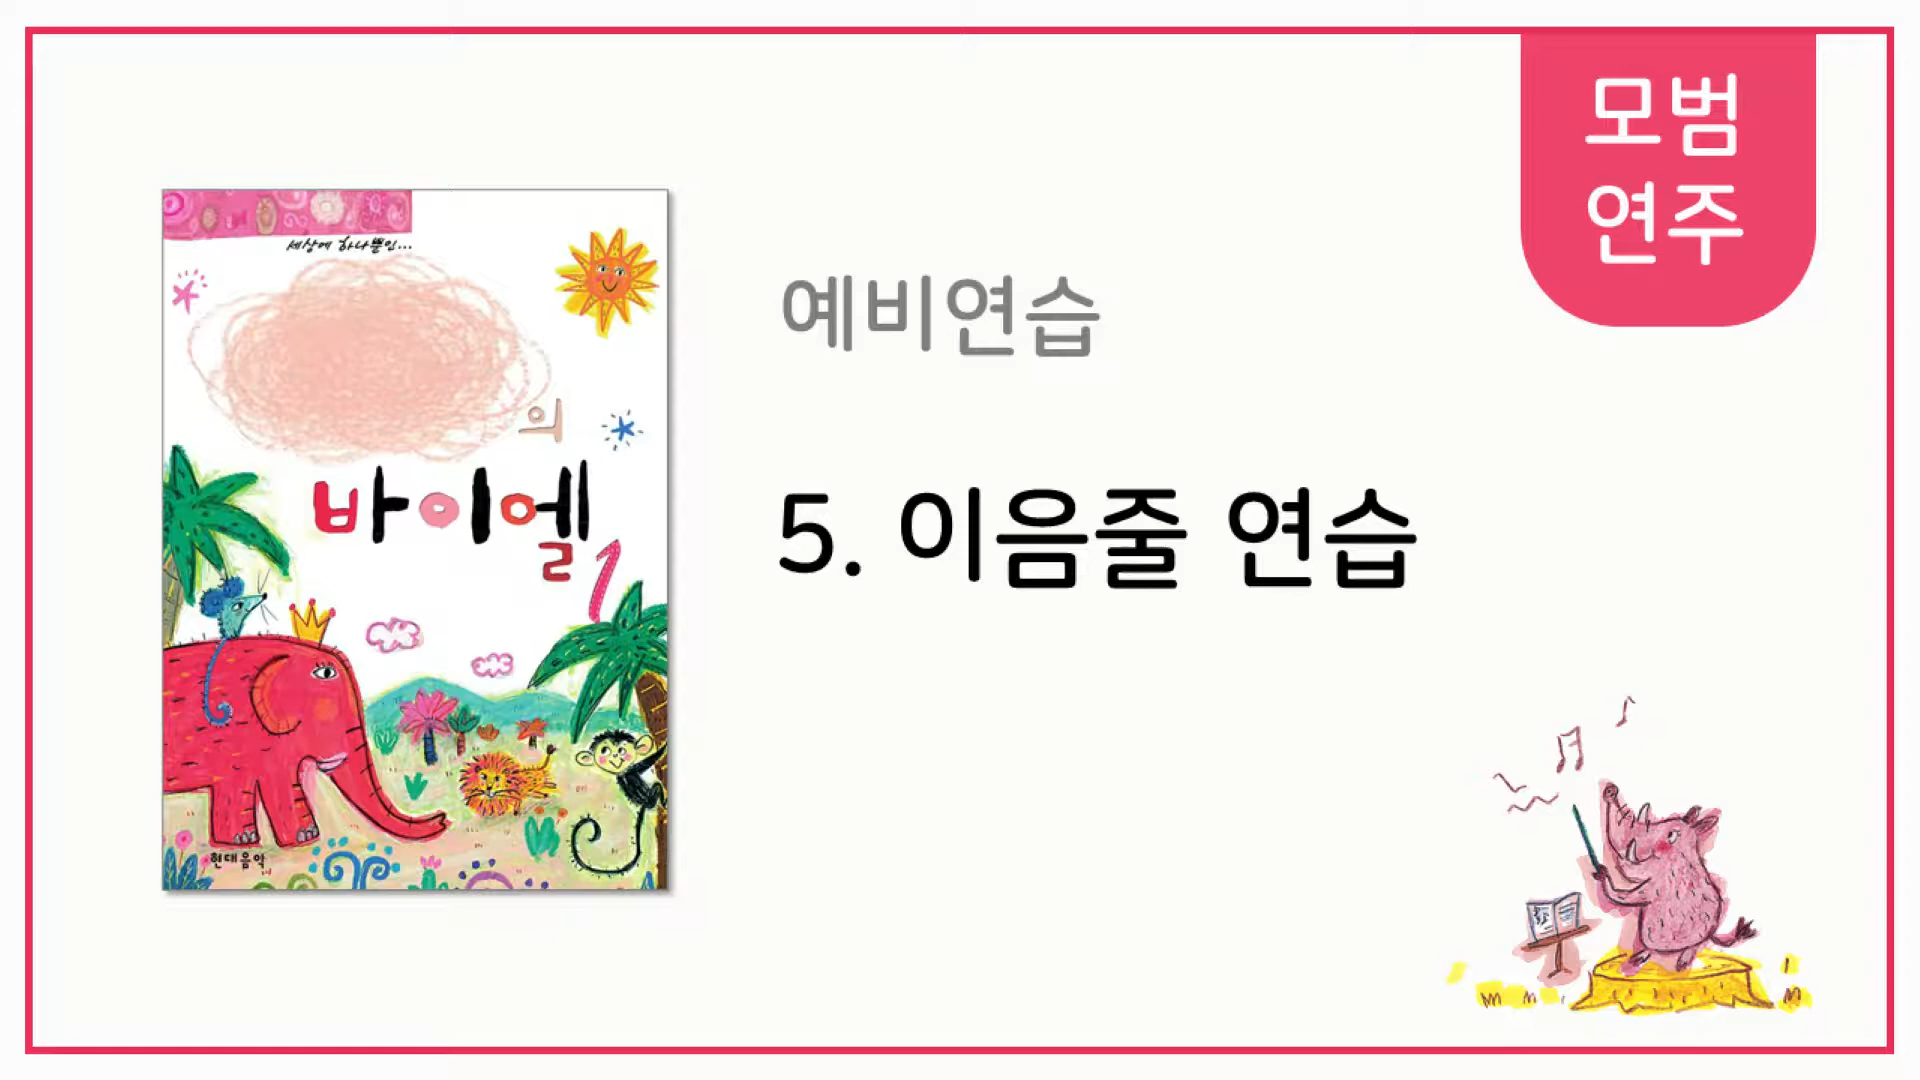 세상에 하나뿐인...
의
바이엘 1
현대음악
예비연습
5. 이음줄 연습
모범
연주